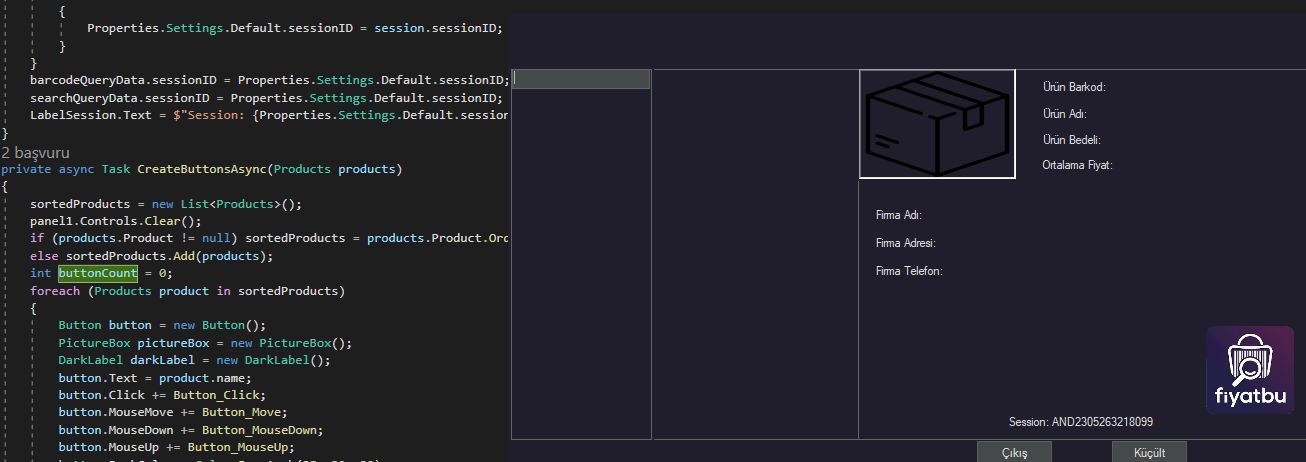 {
Properties.Settings.Default.sessionID = session.sessionID;
}
}
barcodeQueryData.sessionID = Properties.Settings.Default.sessionID;
searchQueryData.sessionID = Properties.Settings.Default.sessionID;
LabelSession.Text = $"Session: {Properties.Settings.Default.session
}
2 başvuru
private async Task CreateButtonsAsync(Products products)
{
sortedProducts = new List<Products>();
panel1.Controls.Clear();
if (products.Product != null) sortedProducts = products.Product.Ord
else sortedProducts.Add(products);
int buttonCount = 0;
foreach (Products product in sortedProducts)
{
Button button = new Button();
PictureBox pictureBox = new PictureBox();
DarkLabel darkLabel = new DarkLabel();
button.Text = product.name;
button.Click += Button_Click;
button.MouseMove += Button_Move;
button.MouseDown += Button_MouseDown;
button.MouseUp += Button_MouseUp;
Ürün Barkod:
Ürün Adı:
Ürün Bedeli:
Ortalama Fiyat:
Firma Adı:
Firma Adresi:
Firma Telefon:
fiyatbu
Session: AND2305263218099
Çıkış
Küçült